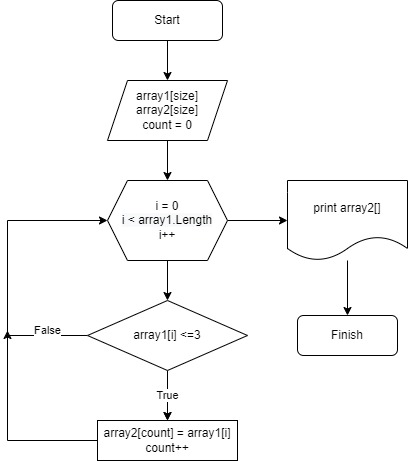 Start
array1[size]
array2[size]
count = 0
i = 0
i < array1.Length
i++
print array2[]
False
array1[i] <=3
Finish
True
array2[count] = array1[i]
count++